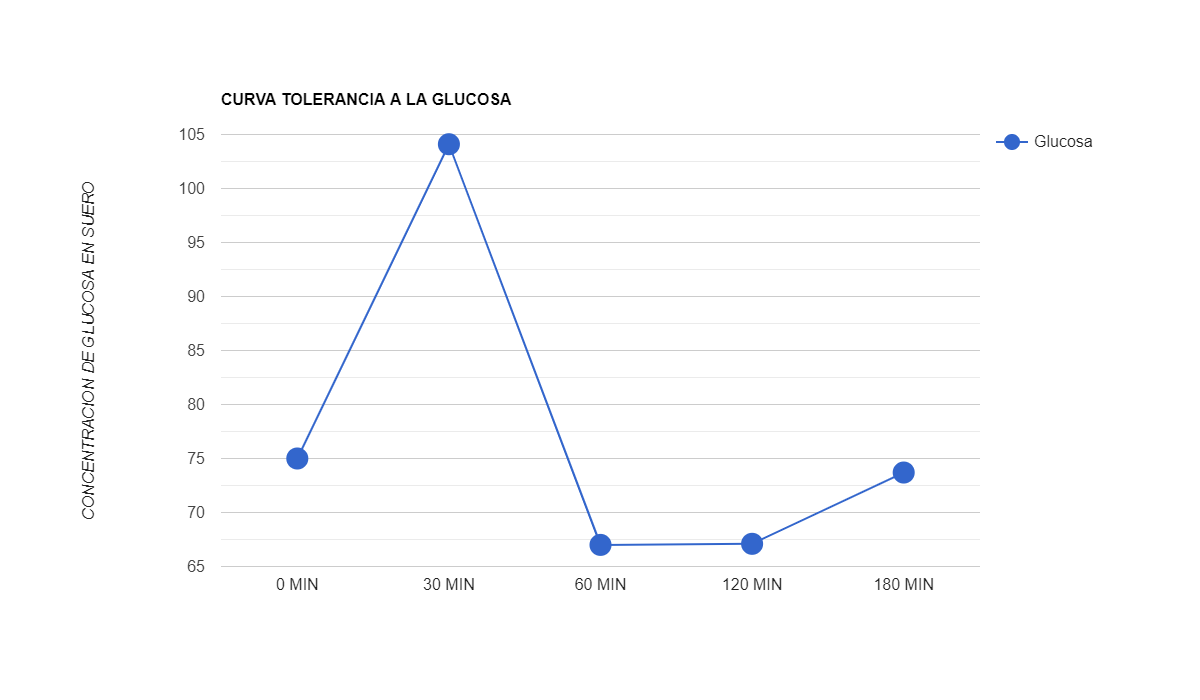 CURVA TOLERANCIA A LA GLUCOSA
Glucosa
CONCENTRACION DE GLUCOSA EN SUERO
105
100
95
90
85
80
75
70
65
0 MIN
30 MIN
60 MIN
120 MIN
180 MIN